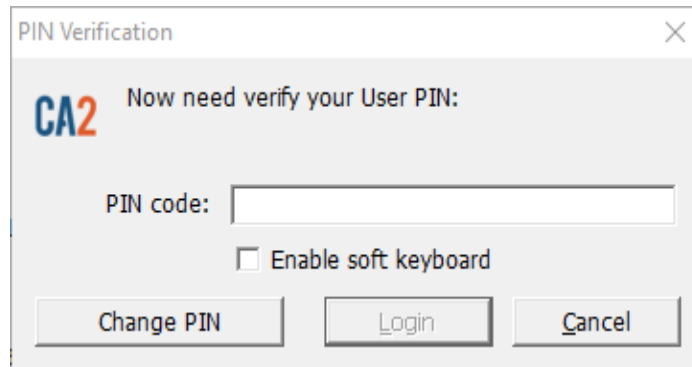 PIN Verification
CA2
Now need verify your User PIN:
PIN code:
Enable soft keyboard
Change PIN
Login
Cancel